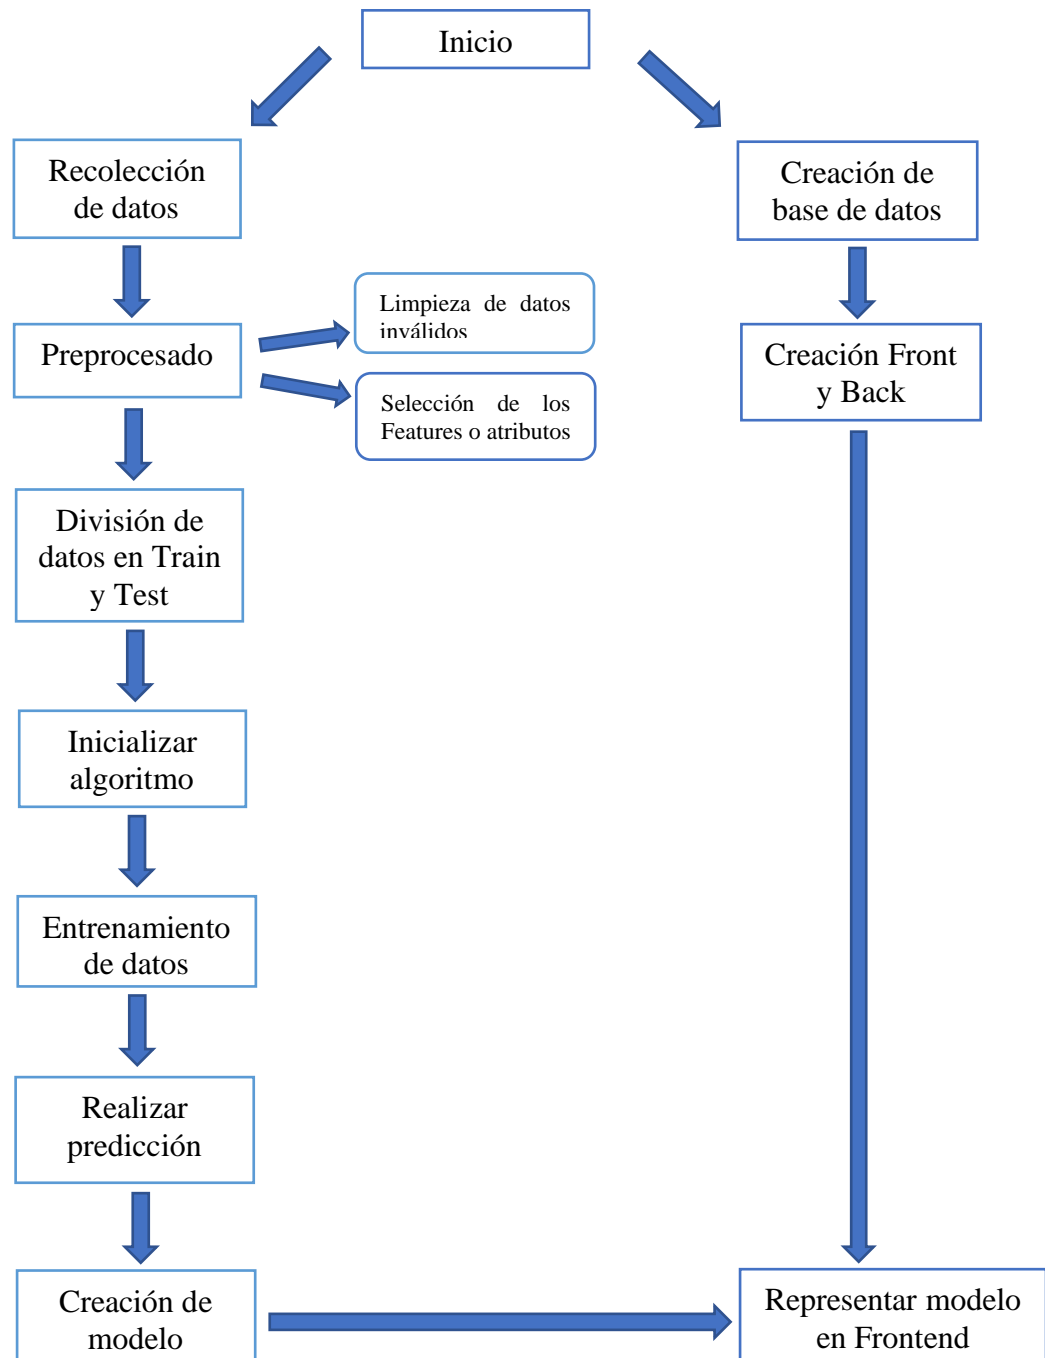 Inicio
Recolección
de datos
Creación de
base de datos
Preprocesado
Limpieza de datos
inválidos
Selección de los
Features o atributos
Creación Front
y Back
División de
datos en Train
y Test
Inicializar
algoritmo
Entrenamiento
de datos
Realizar
predicción
Creación de
modelo
Representar modelo
en Frontend